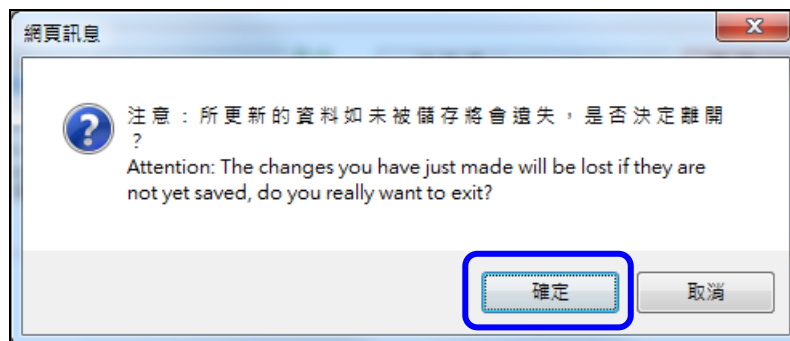 網頁訊息
注意：所更新的資料如未被儲存將會遺失，是否決定離開
？
Attention: The changes you have just made will be lost if they are
not yet saved, do you really want to exit?
確定 取消